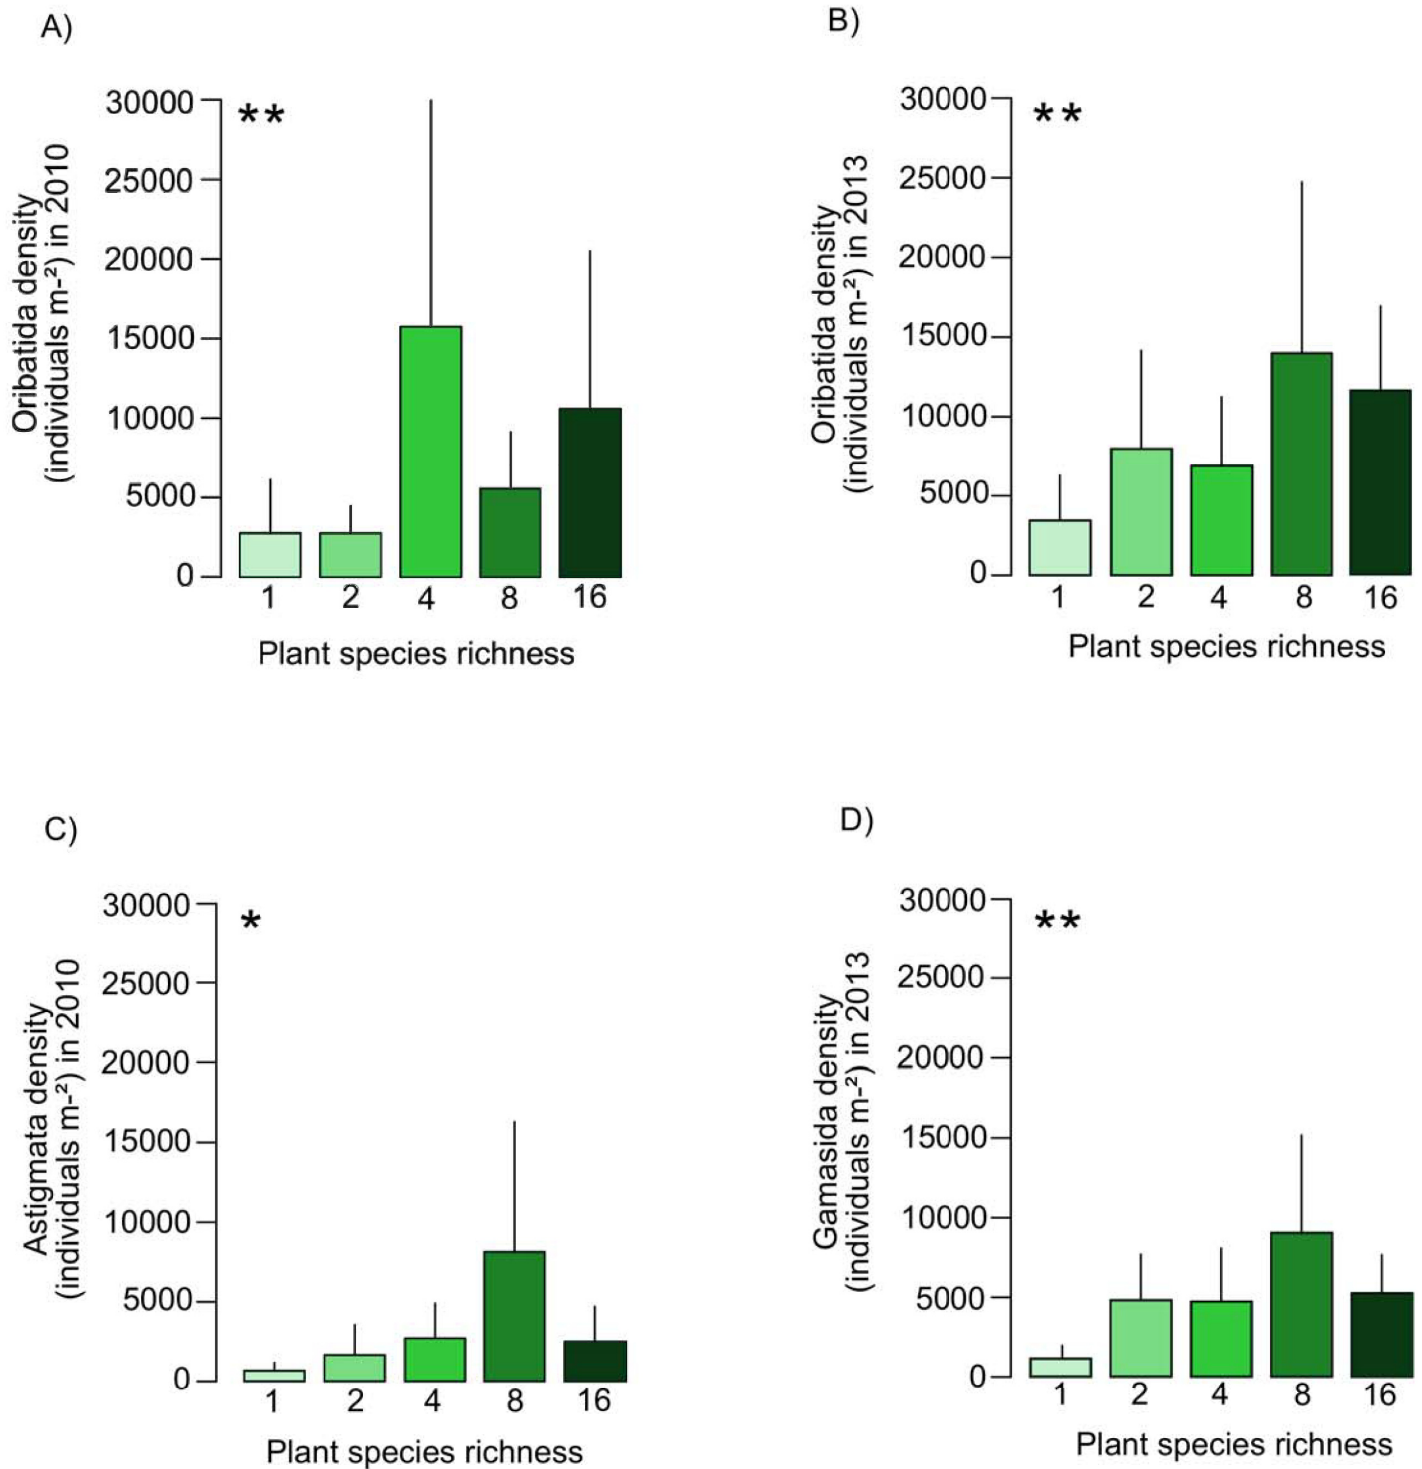 A)
Oribatida density
(individuals m-²) in 2010
30000
25000
20000
15000
10000
5000
0
**
1 2 4 8 16
Plant species richness
B)
Oribatida density
(individuals m-²) in 2013
30000
25000
20000
15000
10000
5000
0
**
1 2 4 8 16
Plant species richness
C)
Astigmata density
(individuals m-²) in 2010
30000
25000
20000
15000
10000
5000
0
*
1 2 4 8 16
Plant species richness
D)
Gamasida density
(individuals m-²) in 2013
30000
25000
20000
15000
10000
5000
0
**
1 2 4 8 16
Plant species richness